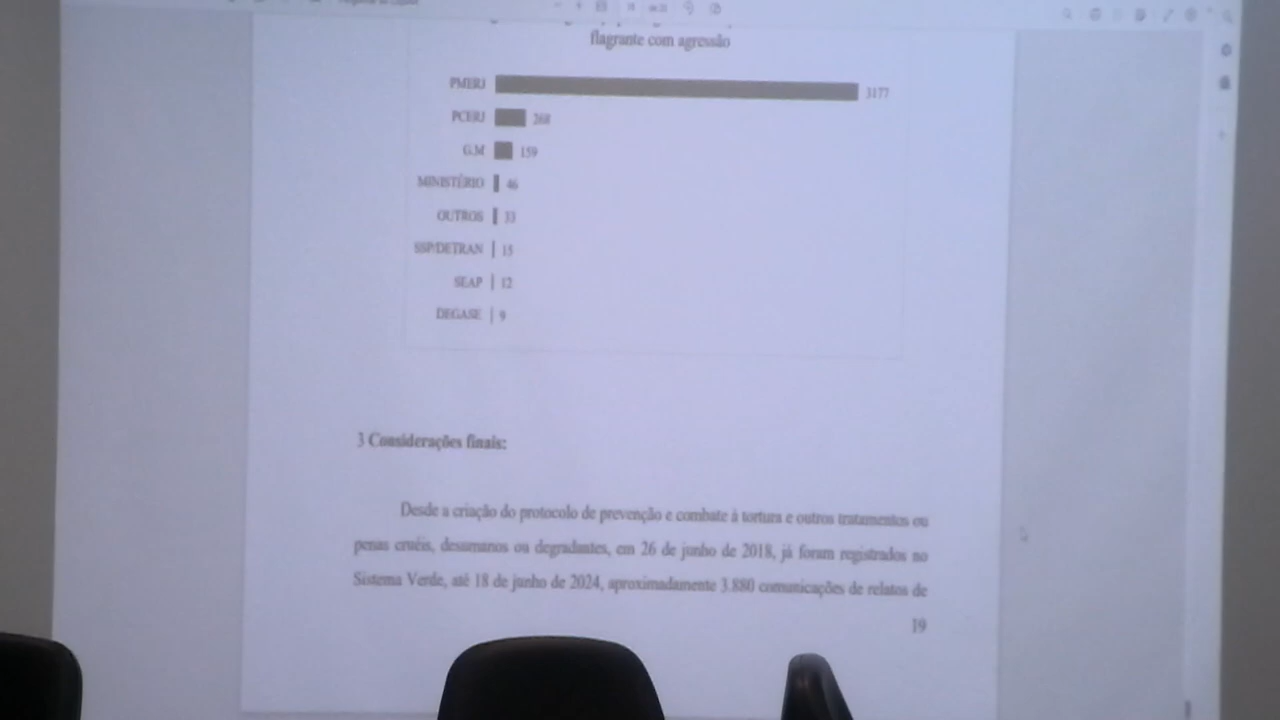 flagrante com agressão
PMERJ 3177
PCERJ 268
G.M 159
MINISTÉRIO 46
OUTROS 33
SSP/DETRAN 15
SEAP 12
DEGASE 9
3 Considerações finais:
Desde a criação do protocolo de prevenção e combate à tortura e outros tratamentos ou
penas cruéis, desumanos ou degradantes, em 26 de junho de 2018, já foram registrados no
Sistema Verde, até 18 de junho de 2024, aproximadamente 3.880 comunicações de relatos de
19